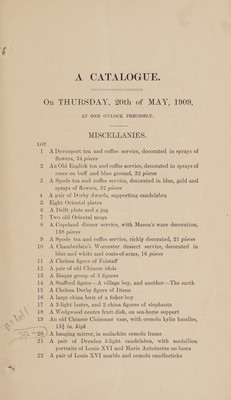 A CATALOGUE.
On THURSDAY, 20th of MAY, 1909,
AT ONE O'CLOCK PRECISELY.
MISCELLANIES.
LOT
1 A Devonport tea and coffee service, decorated in sprays of
flowers, 34 pieces
2 An Old English tea and coffee service, decorated in sprays of
roses on buff and blue ground, 32 pieces
3 A Spode tea and coffee service, decorated in blue, gold and
sprays of flowers, 32 pieces
4 A pair of Derby dwarfs, supporting candelabra
5 Eight Oriental plates
6 A Delft plate and a jug
7 Two old Oriental mugs
8 A Copeland dinner service, with Mason's ware decoration,
138 pieces
9 A Spode tea and coffee service, richly decorated, 21 pieces
10 A Chamberlain's Worcester dessert service, decorated in
blue and white and coats-of-arms, 16 pieces
11 A Chelsea figure of Falstaff
12 A pair of old Chinese idols
13 A Bisque group of 3 figures
14 A Stafford figure—A village boy, and another—The earth
15 A Chelsea Derby figure of Diana
16 A large china bust of a fisher-boy
17 A 3-light lustre, and 2 china figures of elephants
18 A Wedgwood centre fruit dish, on sea-horse support
19 An old Chinese Cloisonné vase, with ormolu kylin handles,
15½ in. high
20 A hanging mirror, in malachite ormolu frame
21 A pair of Dresden 3-light candelabra, with medallion
portraits of Louis XVI and Marie Antoinette on bases
22 A pair of Louis XVI marble and ormolu candlesticks